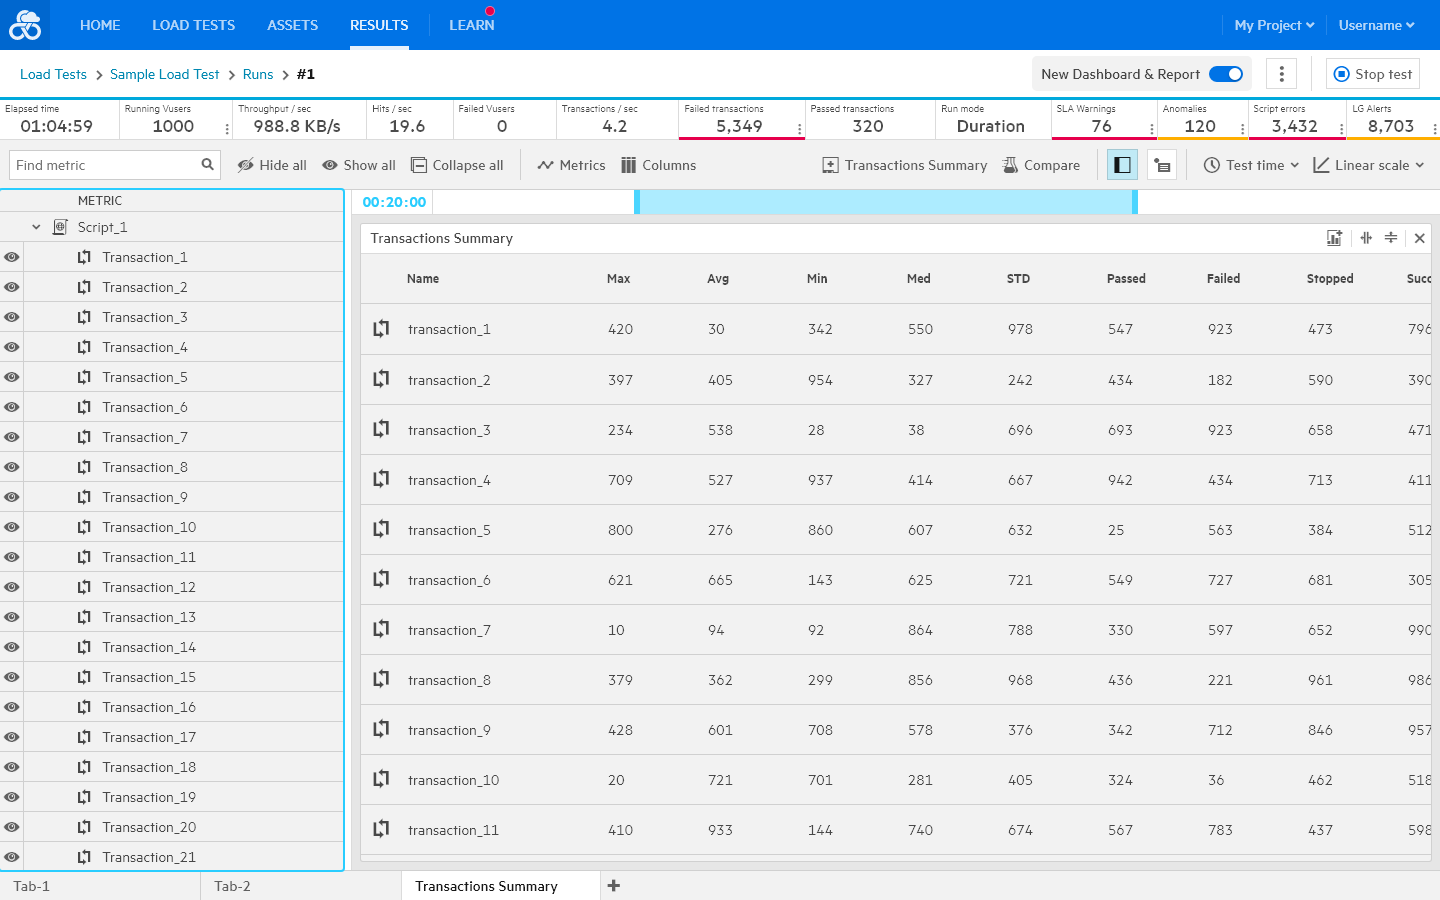 HOME LOAD TESTS ASSETS RESULTS LEARN My Project Username
Load Tests Sample Load Test Runs #1 New Dashboard & Report Stop test
Elapsed time Running Vusers Throughput / sec Hits / sec Failed Vusers Transactions / sec Failed transactions Passed transactions Run mode SLA Warnings Anomalies Script errors LG Alerts
01:04:59 1000 988.8 KB/s 19.6 0 4.2 5,349 320 Duration 76 120 3,432 8,703
Find metric Hide all Show all Collapse all Metrics Columns Transactions Summary Compare Test time Linear scale
METRIC
Script_1
Transaction_1
Transaction_2
Transaction_3
Transaction_4
Transaction_5
Transaction_6
Transaction_7
Transaction_8
Transaction_9
Transaction_10
Transaction_11
Transaction_12
Transaction_13
Transaction_14
Transaction_15
Transaction_16
Transaction_17
Transaction_18
Transaction_19
Transaction_20
Transaction_21
00:20:00
Transactions Summary
Name Max Avg Min Med STD Passed Failed Stopped Succ
transaction_1 420 30 342 550 978 547 923 473 796
transaction_2 397 405 954 327 242 434 182 590 390
transaction_3 234 538 28 38 696 693 923 658 471
transaction_4 709 527 937 414 667 942 434 713 411
transaction_5 800 276 860 607 632 25 563 384 512
transaction_6 621 665 143 625 721 549 727 681 305
transaction_7 10 94 92 864 788 330 597 652 990
transaction_8 379 362 299 856 968 436 221 961 986
transaction_9 428 601 708 578 376 342 712 846 957
transaction_10 20 721 701 281 405 324 36 462 518
transaction_11 410 933 144 740 674 567 783 437 598
Tab-1 Tab-2 Transactions Summary